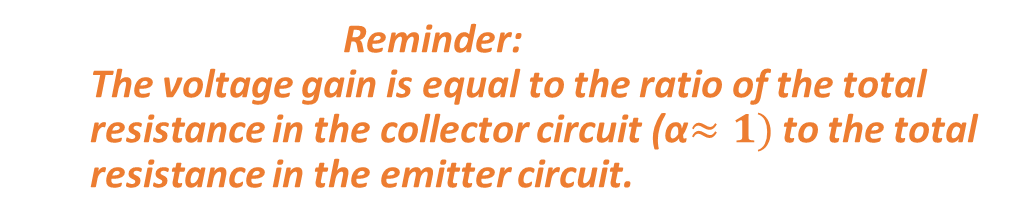 Reminder:
The voltage gain is equal to the ratio of the total
resistance in the collector circuit (α≈ 1) to the total
resistance in the emitter circuit.